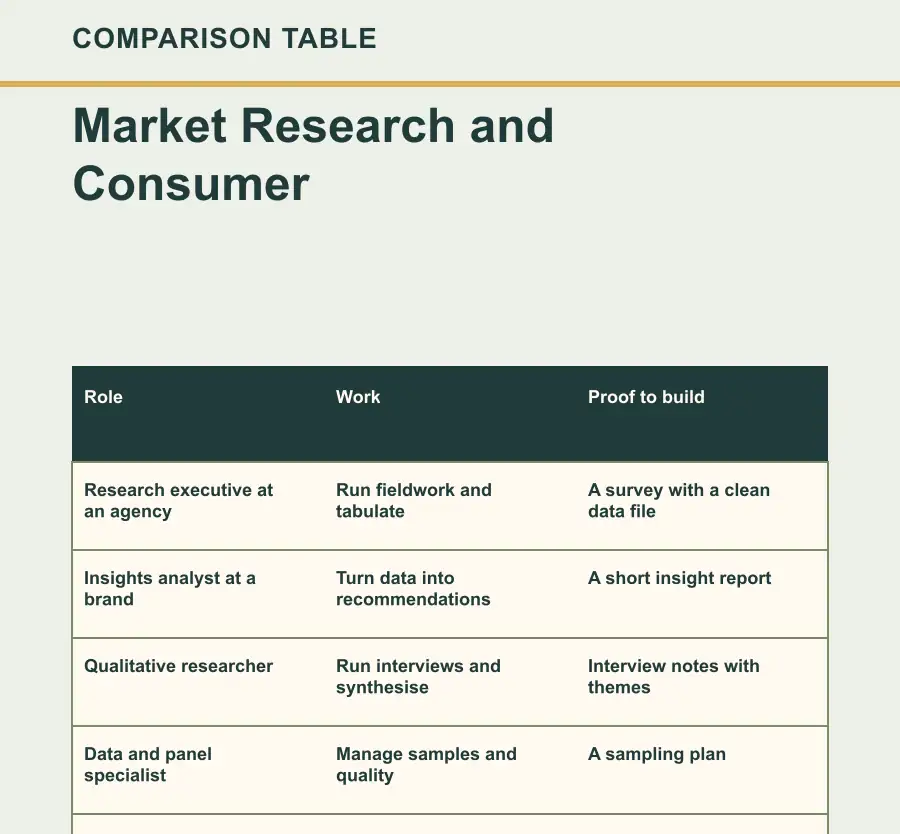 COMPARISON TABLE
Market Research and
Consumer
Role
Work
Proof to build
Research executive at
an agency
Run fieldwork and
tabulate
A survey with a clean
data file
Insights analyst at a
brand
Turn data into
recommendations
A short insight report
Qualitative researcher
Run interviews and
synthesise
Interview notes with
themes
Data and panel
specialist
Manage samples and
quality
A sampling plan